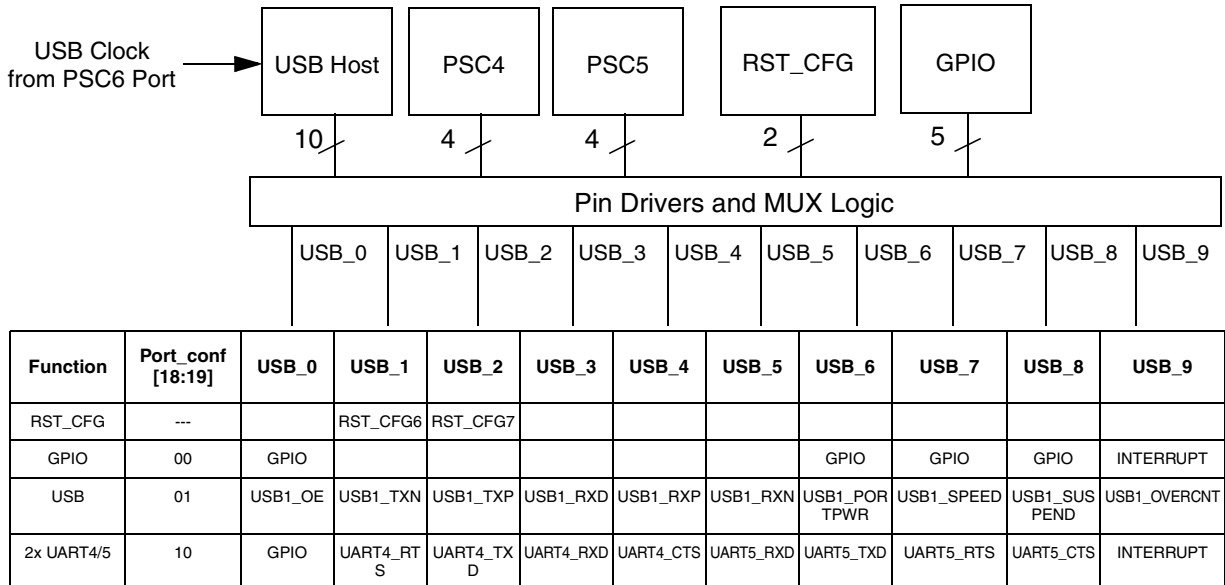 USB Clock
from PSC6 Port
USB Host
PSC4
PSC5
RST_CFG
GPIO
10
4
4
2
5
Pin Drivers and MUX Logic
USB_0 USB_1 USB_2 USB_3 USB_4 USB_5 USB_6 USB_7 USB_8 USB_9
Function Port_conf [18:19] USB_0 USB_1 USB_2 USB_3 USB_4 USB_5 USB_6 USB_7 USB_8 USB_9
RST_CFG --- RST_CFG6 RST_CFG7
GPIO 00 GPIO GPIO GPIO GPIO INTERRUPT
USB 01 USB1_OE USB1_TXN USB1_TXP USB1_RXD USB1_RXP USB1_RXN USB1_POR TPWR USB1_SPEED USB1_SUS PEND USB1_OVERCNT
2x UART4/5 10 GPIO UART4_RT S UART4_TX D UART4_RXD UART4_CTS UART5_RXD UART5_TXD UART5_RTS UART5_CTS INTERRUPT